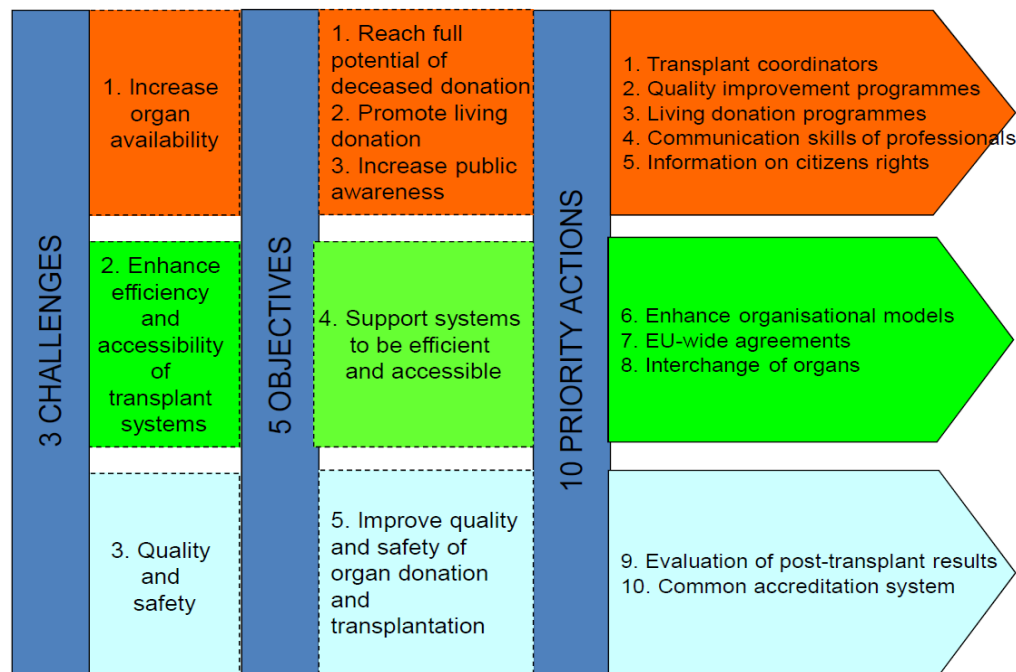 3 CHALLENGES
1. Increase
organ
availability
2. Enhance
efficiency
and
accessibility
of
transplant
systems
3. Quality
and
safety
5 OBJECTIVES
1. Reach full
potential of
deceased donation
2. Promote living
donation
3. Increase public
awareness
4. Support systems
to be efficient
and accessible
5. Improve quality
and safety of
organ donation
and
transplantation
10 PRIORITY ACTIONS
1. Transplant coordinators
2. Quality improvement programmes
3. Living donation programmes
4. Communication skills of professionals
5. Information on citizens rights
6. Enhance organisational models
7. EU-wide agreements
8. Interchange of organs
9. Evaluation of post-transplant results
10. Common accreditation system